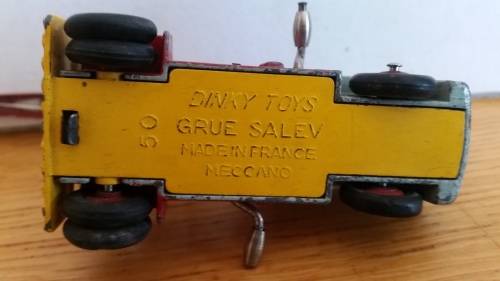 DINKY TOYS
50
GRUE SALEV
MADE IN FRANCE
MECCANO